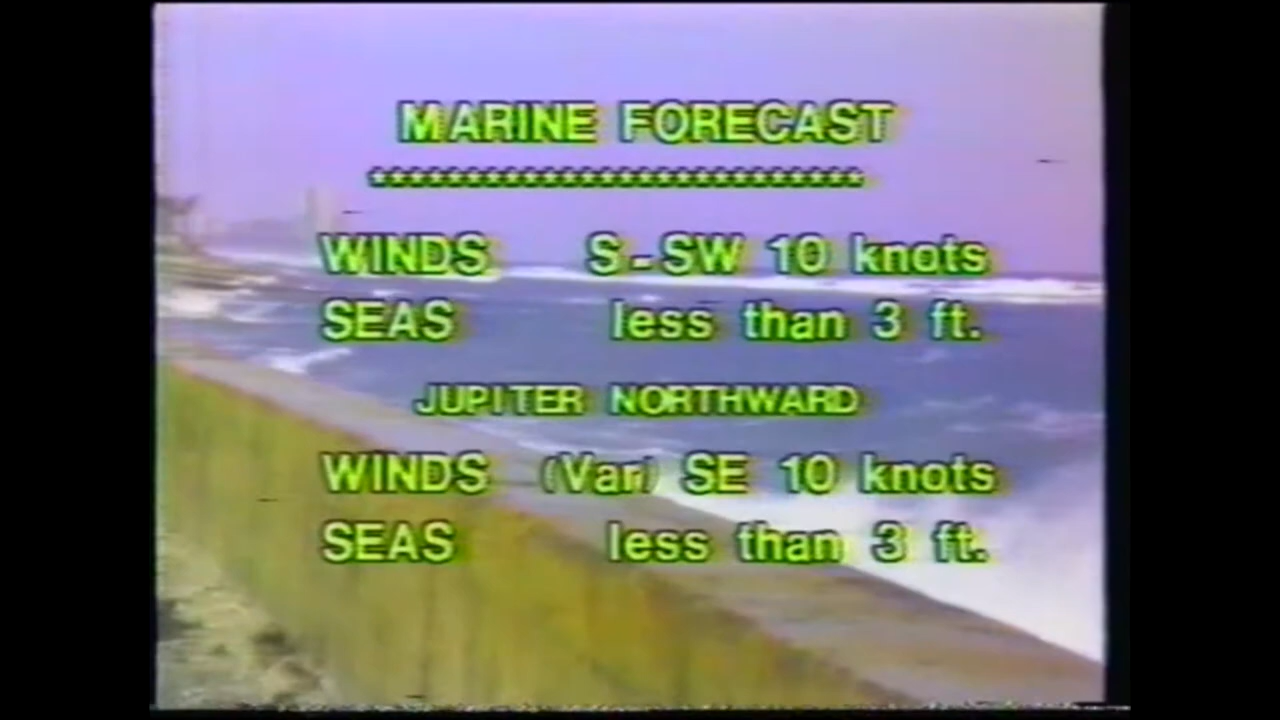 MARINE FORECAST
***************************
WINDS S-SW 10 knots
SEAS less than 3 ft.
JUPITER NORTHWARD
WINDS (Var) SE 10 knots
SEAS less than 3 ft.